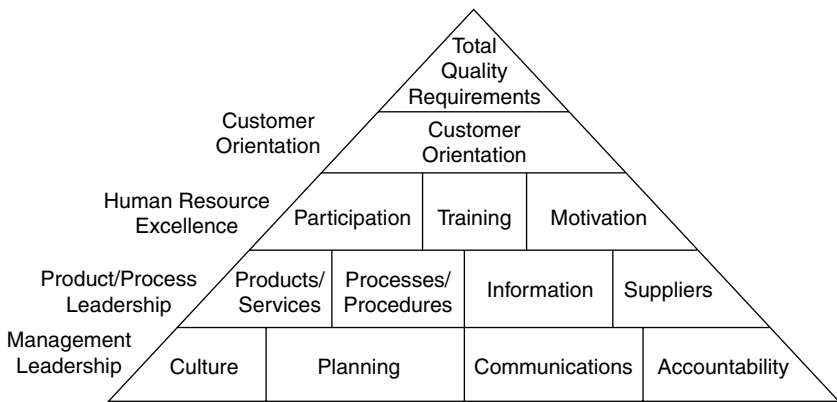 Total
Quality
Requirements
Customer
Orientation
Customer
Orientation
Human Resource
Excellence
Participation
Training
Motivation
Product/Process
Leadership
Products/
Services
Processes/
Procedures
Information
Suppliers
Management
Leadership
Culture
Planning
Communications
Accountability